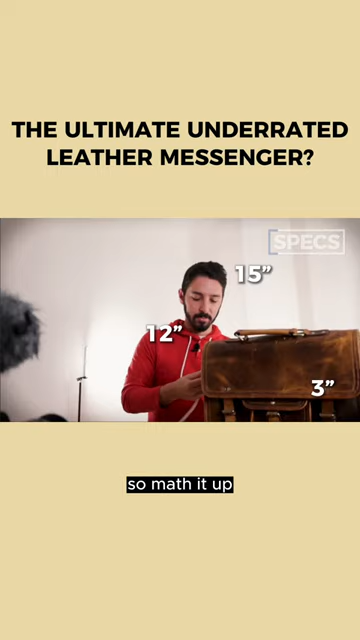 THE ULTIMATE UNDERRATED
LEATHER MESSENGER?
SPECS
15”
12”
3”
so math it up